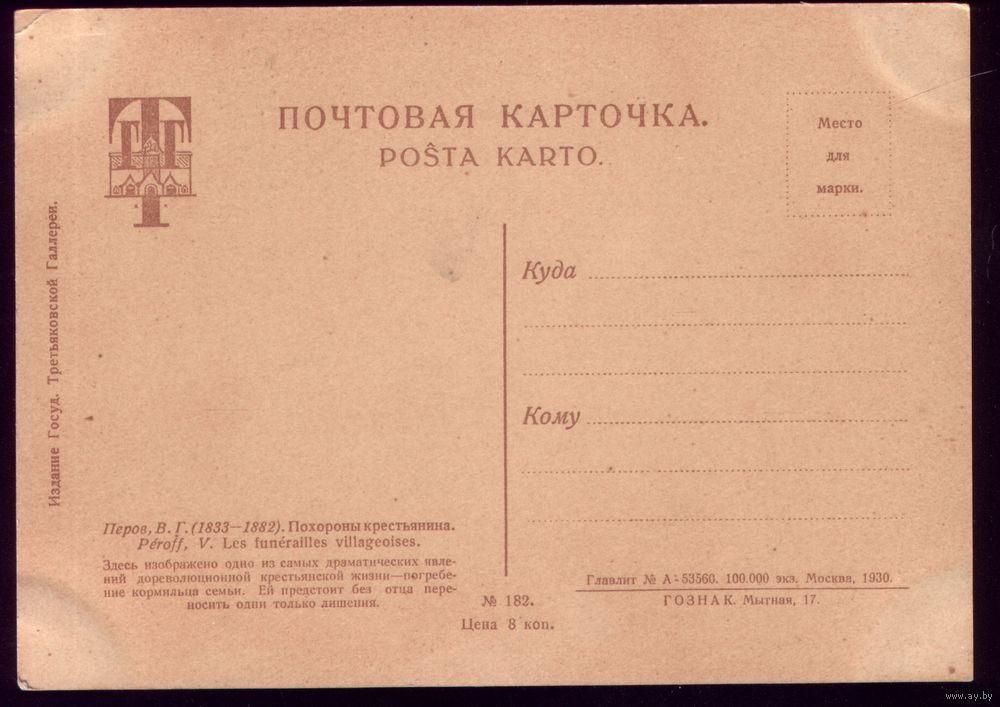 ПОЧТОВАЯ КАРТОЧКА.
POŜTA KARTO.
Место
для
марки.
Издание Госуд. Третьяковской Галлереи.
Куда
Кому
Перов, В. Г. (1833—1882). Похороны крестьянина.
Péroff, V. Les funérailles villageoises.
Здесь изображено одно из самых драматических явле-
ний дореволюционной крестьянской жизни—погребе-
ние кормильца семьи. Ей предстоит без отца пере-
носить одни только лишения.
№ 182.
Цена 8 коп.
Главлит № А-53560. 100.000 экз. Москва, 1930.
ГОЗНАК. Мытная, 17.
www.ay.by